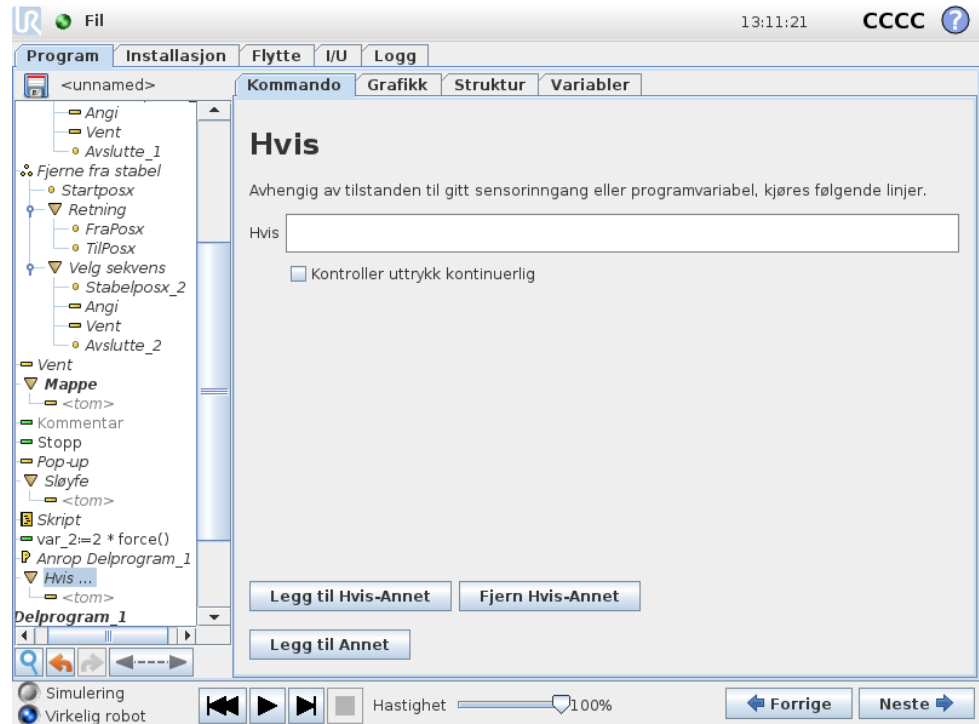 UR Fil 13:11:21 CCCC ?
Program Installasjon Flytte I/U Logg
<unnamed>
Kommando Grafikk Struktur Variabler
Angi
Vent
Avslutte_1
Fjerne fra stabel
Startposx
Retning
FraPosx
TilPosx
Velg sekvens
Stabelposx_2
Angi
Vent
Avslutte_2
Vent
Mappe
<tom>
Kommentar
Stopp
Pop-up
Sløyfe
<tom>
Skript
var_2:=2 * force()
P Anrop Delprogram_1
Hvis ...
<tom>
Delprogram_1
Hvis
Avhengig av tilstanden til gitt sensorinngang eller programvariabel, kjøres følgende linjer.
Hvis
Kontroller uttrykk kontinuerlig
Legg til Hvis-Annet Fjern Hvis-Annet
Legg til Annet
Simulering
Virkelig robot
Hastighet 100%
Forrige Neste